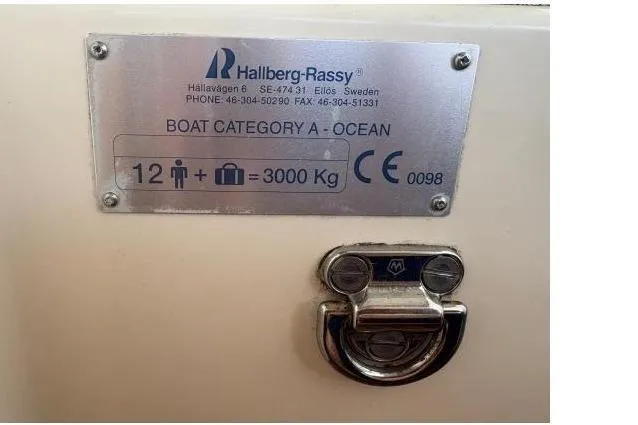 Hallberg-Rassy®
Hällavägen 6 SE-474 31 Ellös Sweden
PHONE: 46-304-50290 FAX: 46-304-51331
BOAT CATEGORY A - OCEAN
12 + = 3000 Kg CE 0098
M